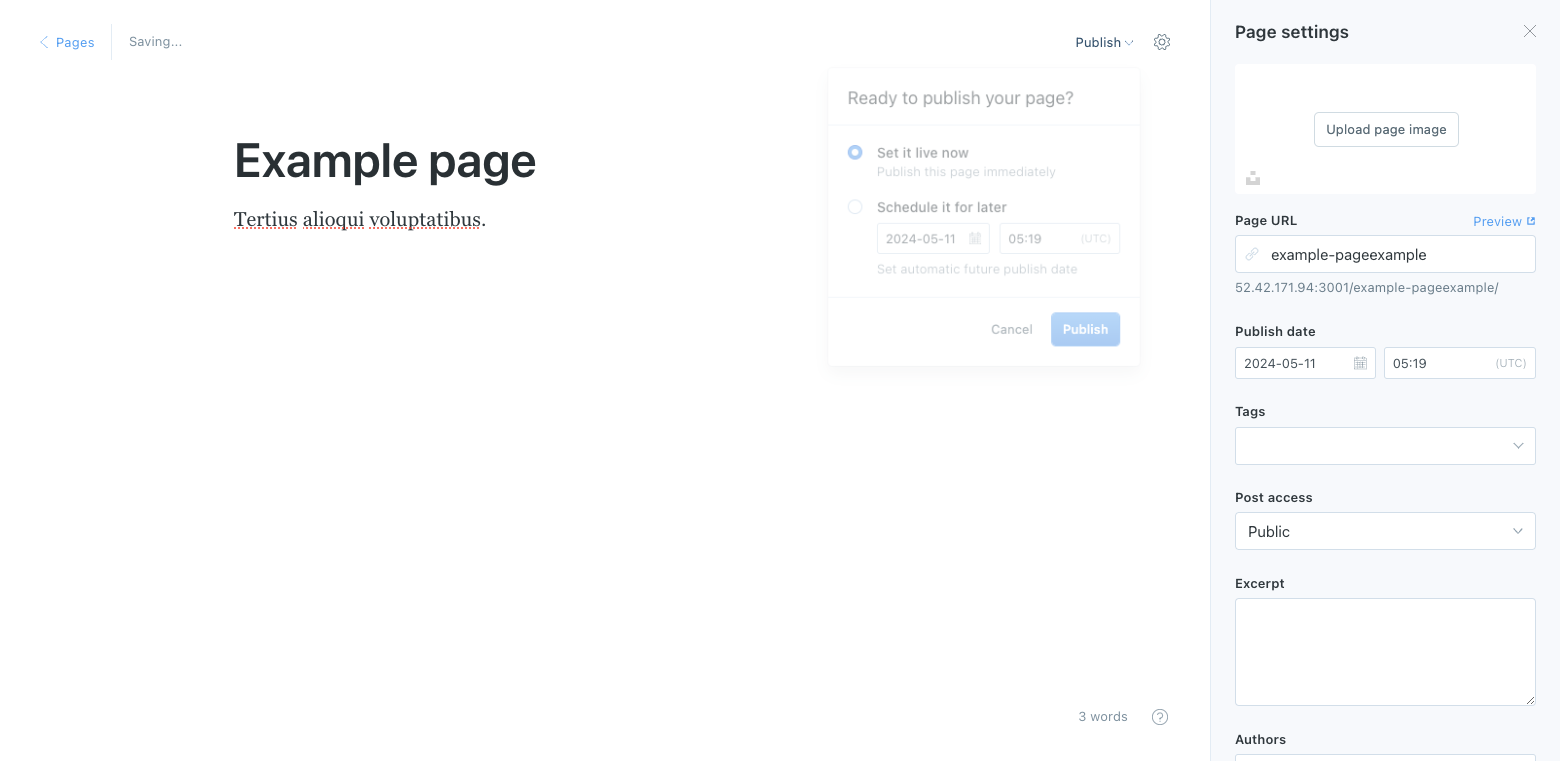 Pages
Saving...
Publish
Ready to publish your page?
Set it live now
Publish this page immediately
Schedule it for later
2024-05-11
05:19 (UTC)
Set automatic future publish date
Cancel
Publish
Example page
Tertius alioqui voluptatibus.
3 words
?
Page settings
Upload page image
Page URL
Preview
example-pageexample
52.42.171.94:3001/example-pageexample/
Publish date
2024-05-11
05:19 (UTC)
Tags
Post access
Public
Excerpt
Authors